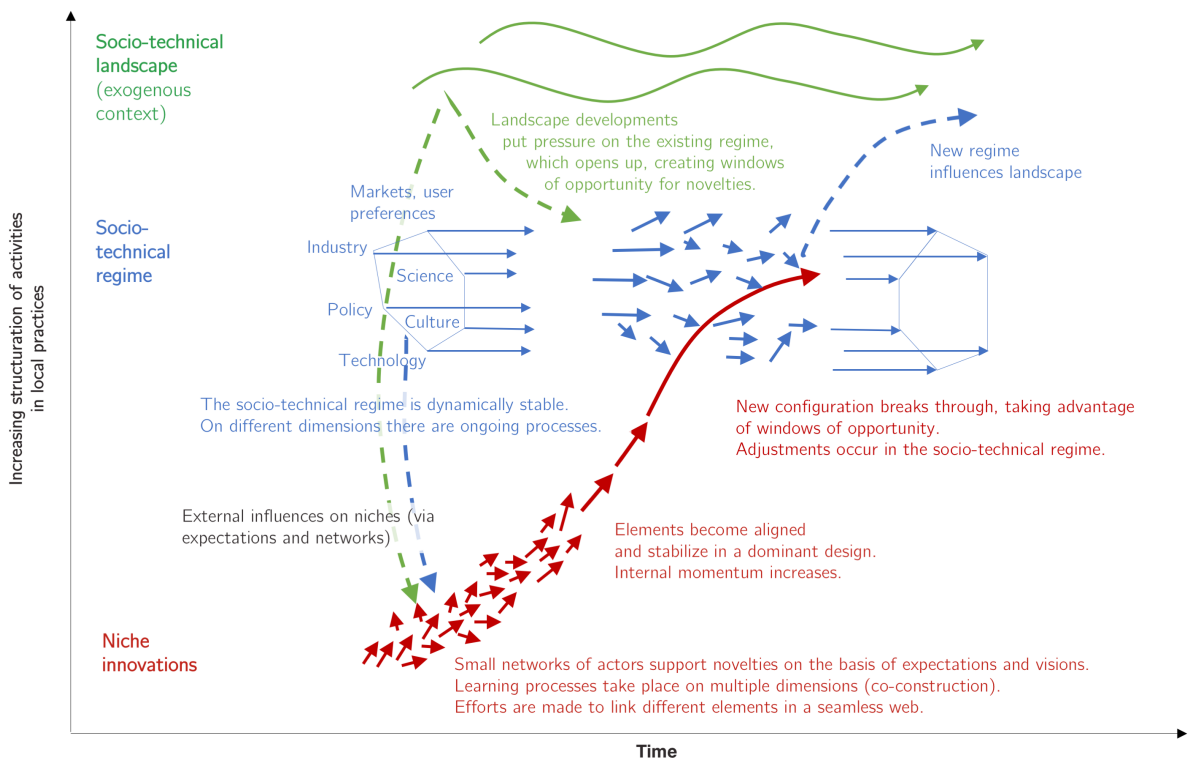 Socio-technical
landscape
(exogenous
context)
Landscape developments
put pressure on the existing regime,
which opens up, creating windows
of opportunity for novelties.
New regime
influences landscape
Markets, user
preferences
Socio-
technical
regime
Industry
Science
Policy
Culture
Technology
The socio-technical regime is dynamically stable.
On different dimensions there are ongoing processes.
New configuration breaks through, taking advantage
of windows of opportunity.
Adjustments occur in the socio-technical regime.
External influences on niches (via
expectations and networks)
Elements become aligned
and stabilize in a dominant design.
Internal momentum increases.
Niche
innovations
Small networks of actors support novelties on the basis of expectations and visions.
Learning processes take place on multiple dimensions (co-construction).
Efforts are made to link different elements in a seamless web.
Increasing structuration of activities
in local practices
Time